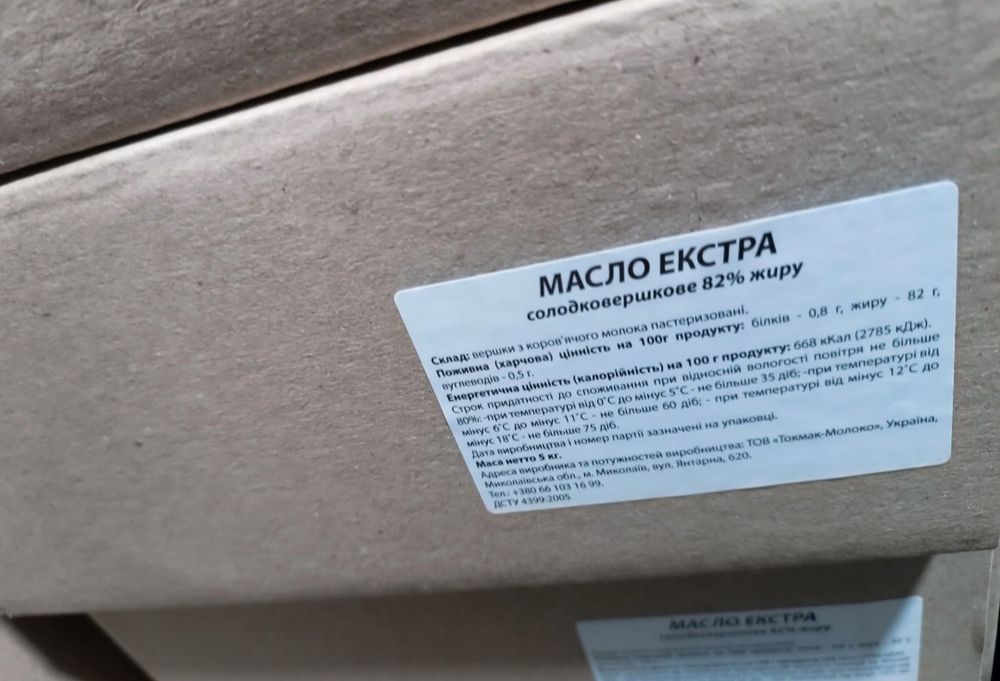 МАСЛО ЕКСТРА
солодковершкове 82% жиру
Склад: вершки з коров'ячого молока пастеризовані.
Поживна (харчова) цінність на 100г продукту: білків - 0,8 г, жиру - 82 г,
вуглеводів - 0,5 г.
Енергетична цінність (калорійність) на 100 г продукту: 668 кКал (2785 кДж).
Строк придатності до споживання при відносній вологості повітря не більше
80%: -при температурі від 0°С до мінус 5°С - не більше 35 діб; -при температурі від
мінус 6°С до мінус 11°С - не більше 60 діб; - при температурі від мінус 12°С до
мінус 18°С - не більше 75 діб.
Дата виробництва і номер партії зазначені на упаковці.
Маса нетто 5 кг.
Адреса виробника та потужностей виробництва: ТОВ «Токмак-Молоко», Україна,
Миколаївська обл., м. Миколаїв, вул. Янтарна, 620.
Тел.: +380 66 103 16 99.
ДСТУ 4399:2005
МАСЛО ЕКСТРА
солодковершкове 82% жиру